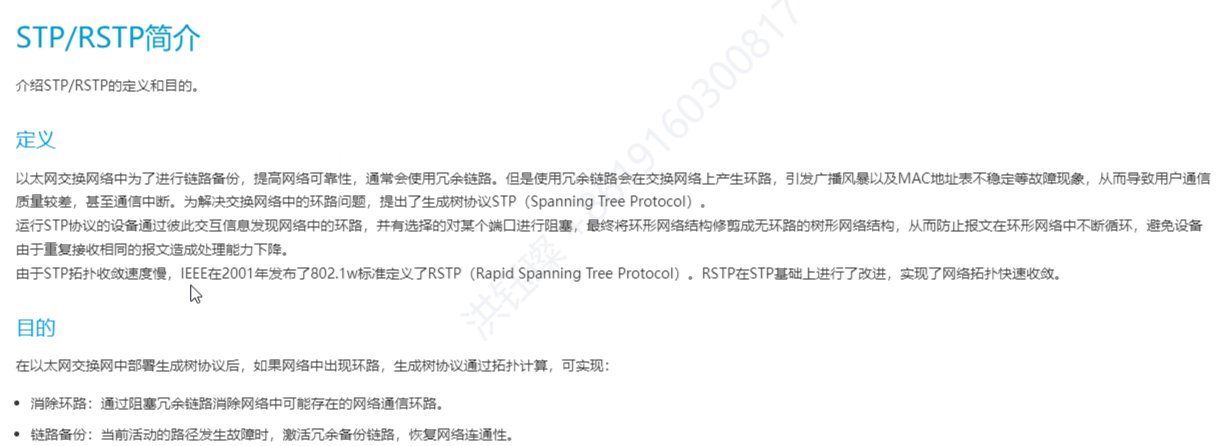 STP/RSTP简介
介绍STP/RSTP的定义和目的。
定义
以太网交换网络中为了进行链路备份，提高网络可靠性，通常会使用冗余链路。但是使用冗余链路会在交换网络上产生环路，引发广播风暴以及MAC地址表不稳定等故障现象，从而导致用户通信
质量较差，甚至通信中断。为解决交换网络中的环路问题，提出了生成树协议STP（Spanning Tree Protocol）。
运行STP协议的设备通过彼此交互信息发现网络中的环路，并有选择的对某个端口进行阻塞，最终将环形网络结构修剪成无环路的树形网络结构，从而防止报文在环形网络中不断循环，避免设备
由于重复接收相同的报文造成处理能力下降。
由于STP拓扑收敛速度慢，IEEE在2001年发布了802.1w标准定义了RSTP（Rapid Spanning Tree Protocol）。RSTP在STP基础上进行了改进，实现了网络拓扑快速收敛。
目的
在以太网交换网中部署生成树协议后，如果网络中出现环路，生成树协议通过拓扑计算，可实现：
• 消除环路：通过阻塞冗余链路消除网络中可能存在的网络通信环路。
• 链路备份：当前活动的路径发生故障时，激活冗余备份链路，恢复网络连通性。